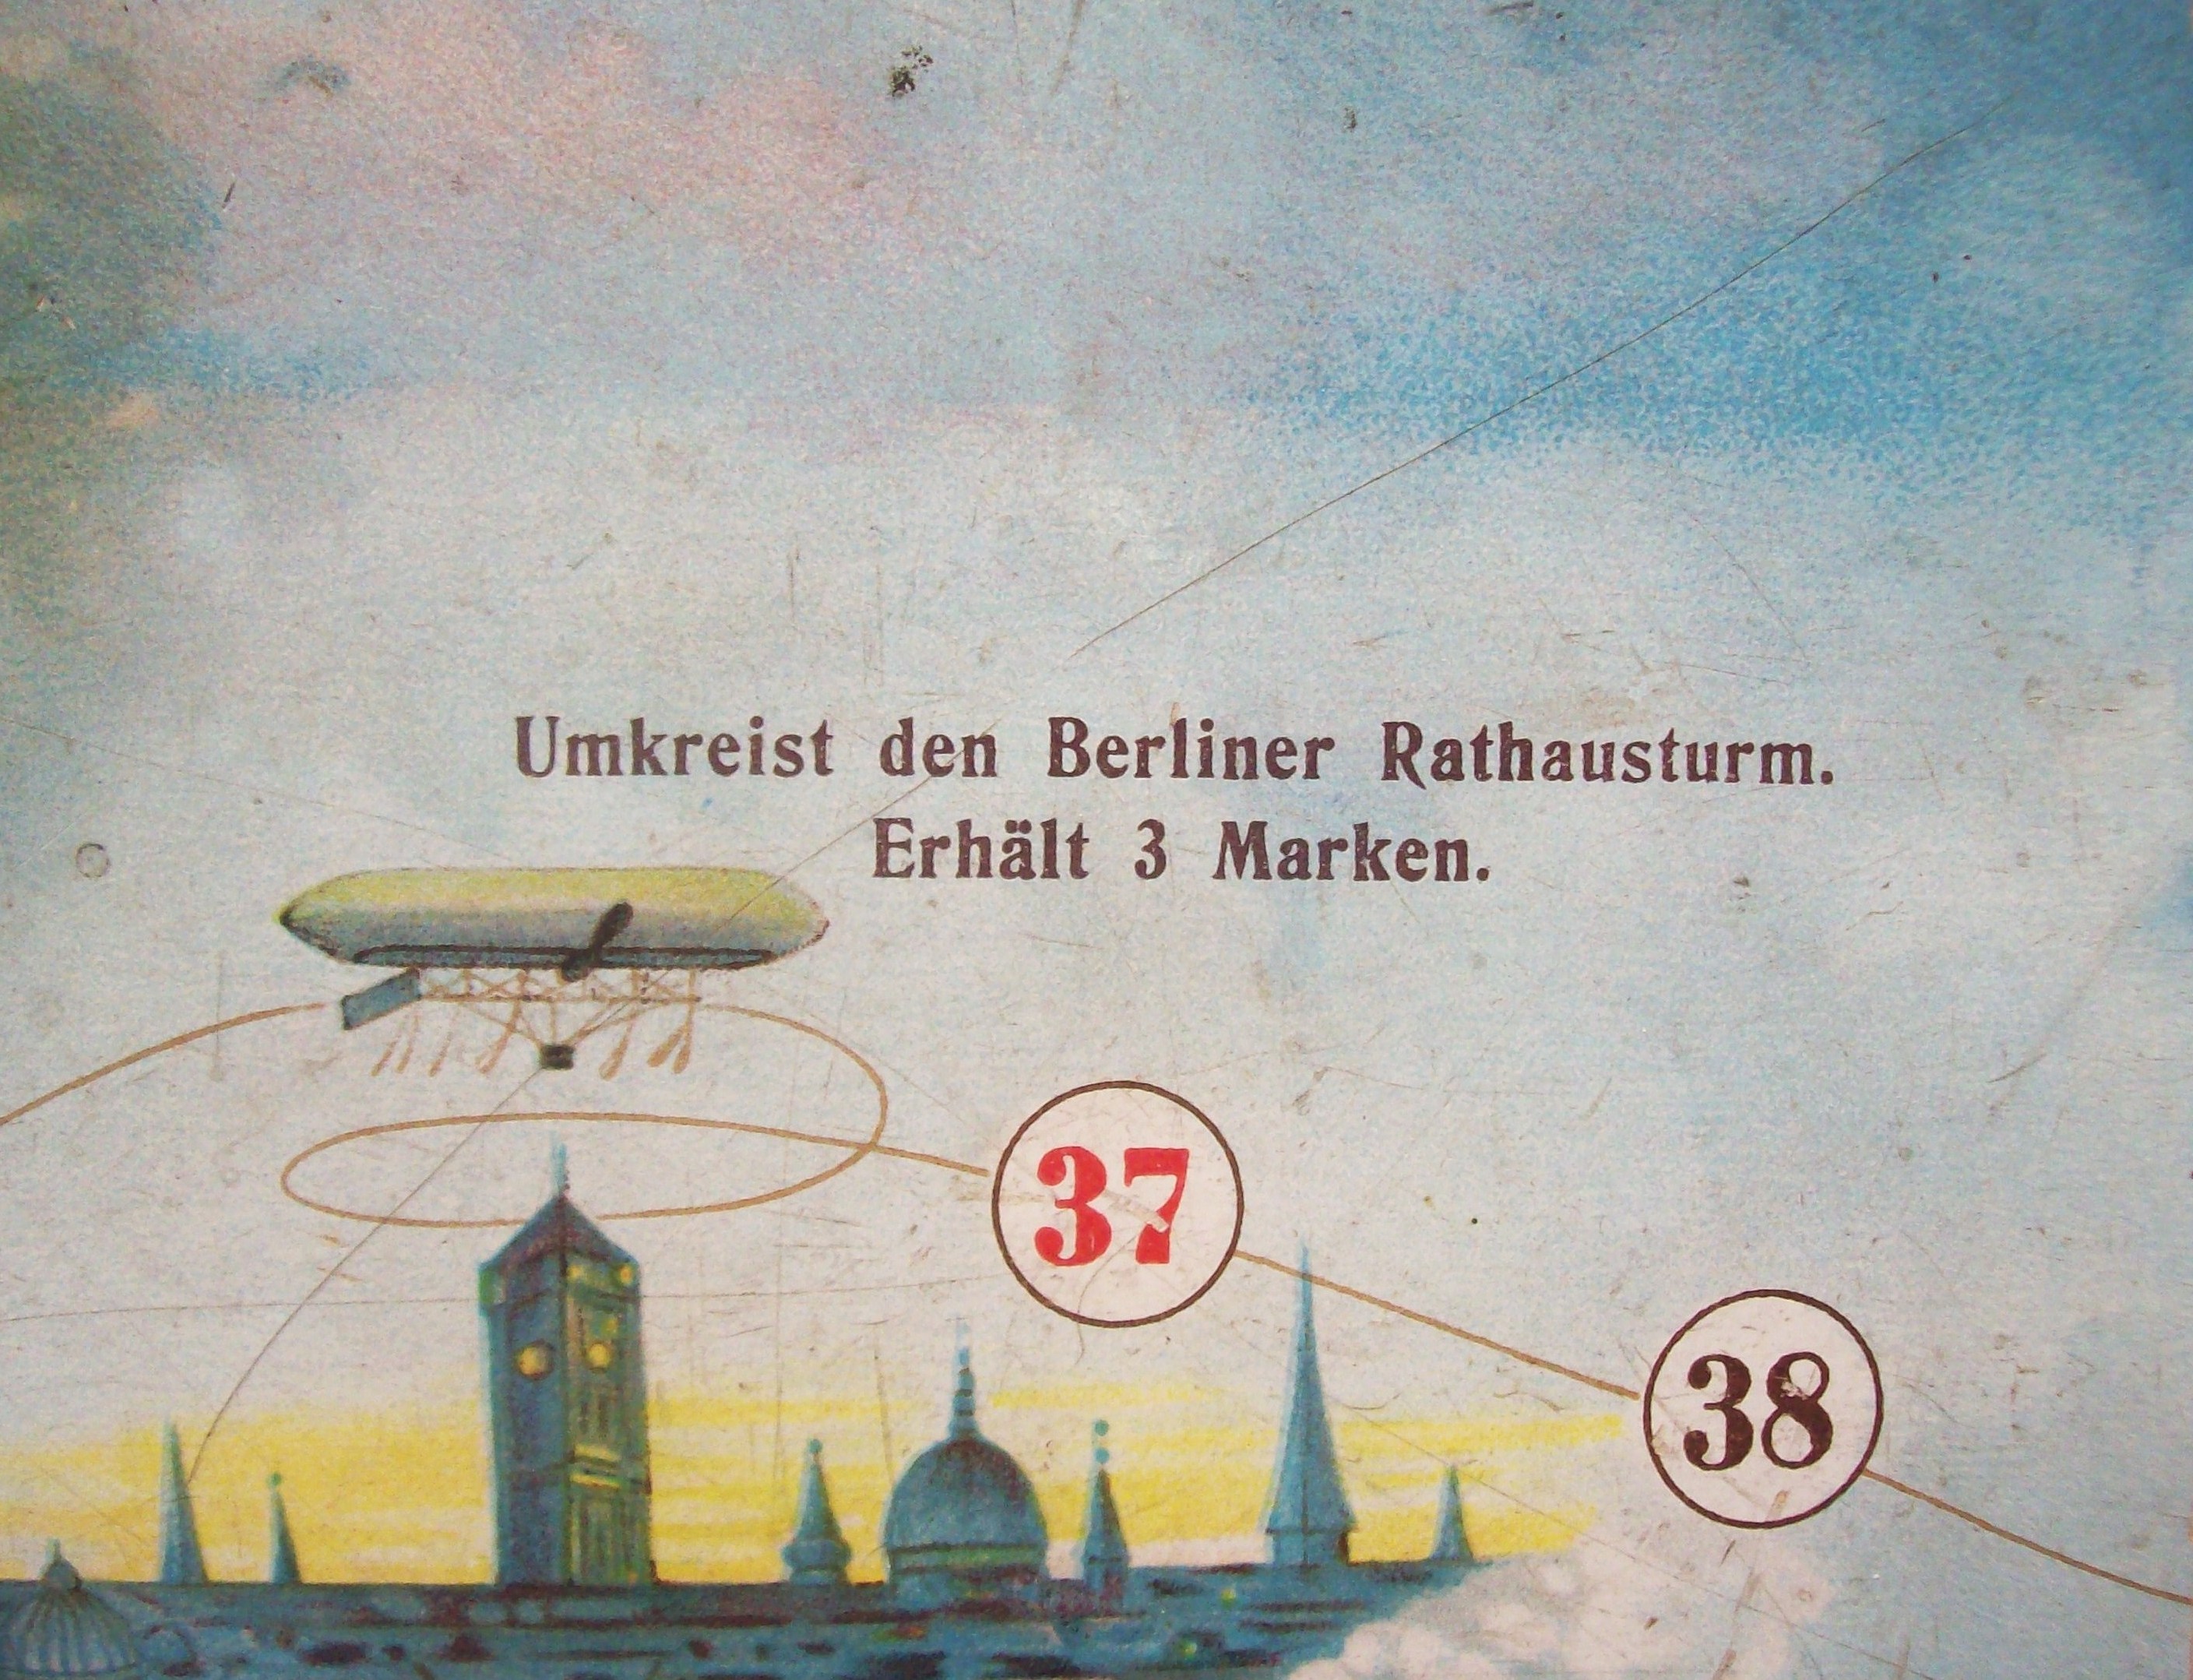 Umkreist den Berliner Rathausturm.
Erhält 3 Marken.
37
38